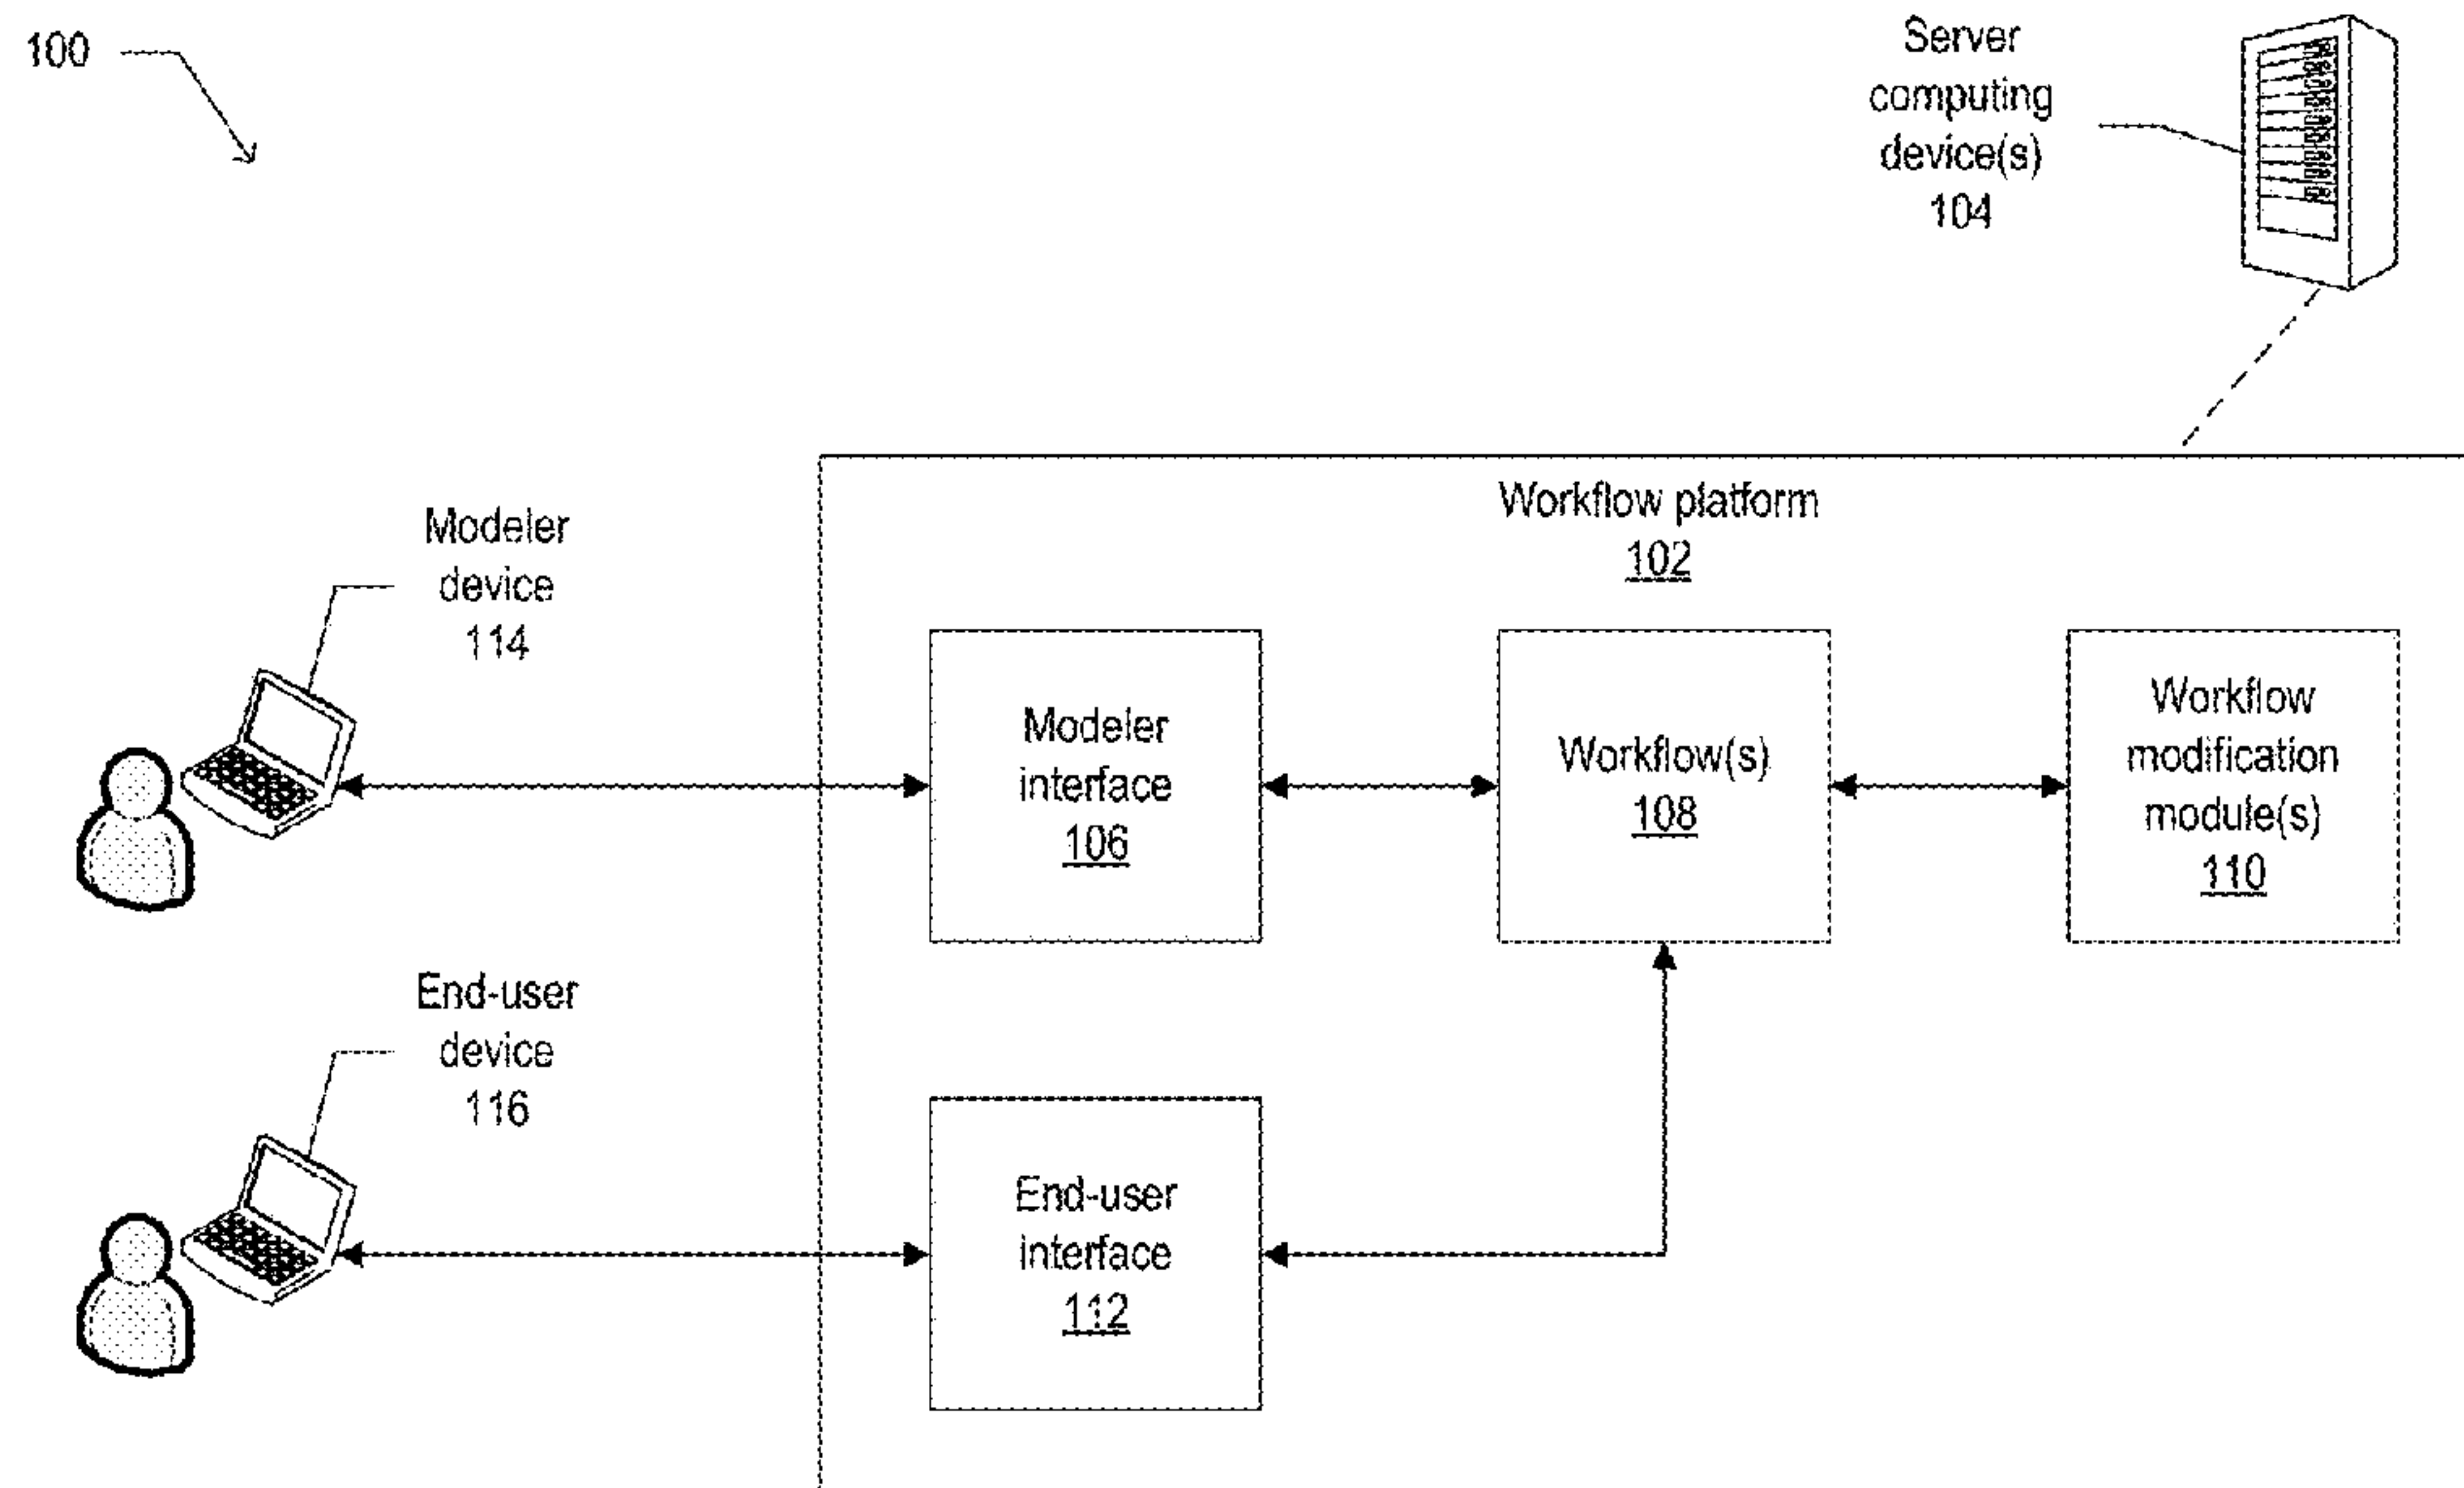 100
Server
computing
device(s)
104
Workflow platform
102
Modeler
device
114
Modeler
interface
106
Workflow(s)
108
Workflow
modification
module(s)
110
End-user
device
116
End-user
interface
112